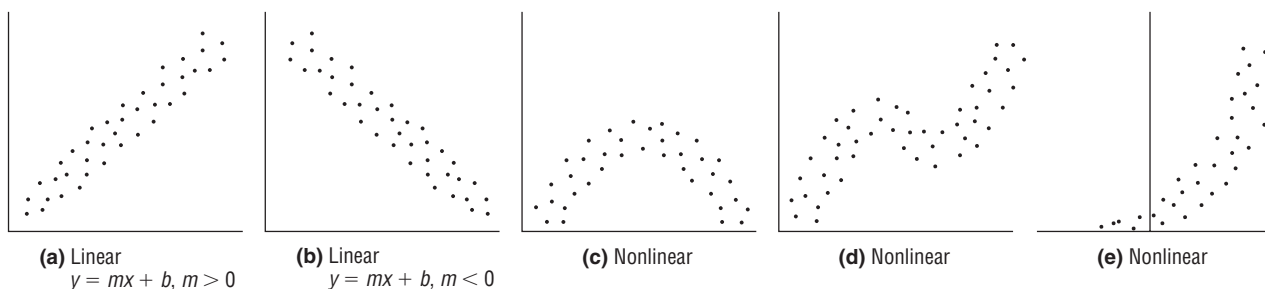 (a) Linear
y = mx + b, m > 0
(b) Linear
y = mx + b, m < 0
(c) Nonlinear
(d) Nonlinear
(e) Nonlinear